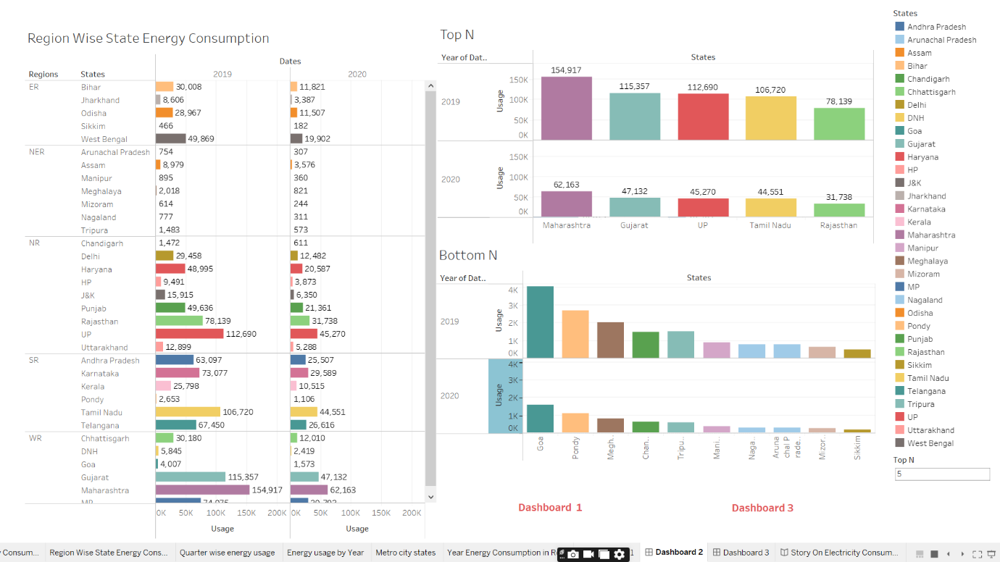 Region Wise State Energy Consumption
Dates
Regions States 2019 2020
ER Bihar 30,008 11,821
Jharkhand 8,606 3,387
Odisha 28,967 11,507
Sikkim 466 182
West Bengal 49,869 19,902
NER Arunachal Pradesh 754 307
Assam 8,979 3,576
Manipur 895 360
Meghalaya 2,018 821
Mizoram 614 244
Nagaland 777 311
Tripura 1,483 573
NR Chandigarh 1,472 611
Delhi 29,458 12,482
Haryana 48,995 20,587
HP 9,491 3,873
J&K 15,915 6,350
Punjab 49,636 21,361
Rajasthan 78,139 31,738
UP 112,690 45,270
Uttarakhand 12,899 5,288
SR Andhra Pradesh 63,097 25,507
Karnataka 73,077 29,589
Kerala 25,798 10,515
Pondy 2,653 1,106
Tamil Nadu 106,720 44,551
Telangana 67,450 26,616
WR Chhattisgarh 30,180 12,010
DNH 5,845 2,419
Goa 4,007 1,573
Gujarat 115,357 47,132
Maharashtra 154,917 62,163
MP
0K 50K 100K 150K 200K 0K 50K 100K 150K 200K
Usage Usage
Top N
Year of Dat.. States
2019
Usage
150K
100K
50K
0K
154,917 115,357 112,690 106,720 78,139
2020
Usage
150K
100K
50K
0K
62,163 47,132 45,270 44,551 31,738
Maharashtra Gujarat UP Tamil Nadu Rajasthan
Bottom N
Year of Dat.. States
2019
Usage
4K
3K
2K
1K
0K
2020
Usage
4K
3K
2K
1K
0K
Goa Pondy Megh.. Chan.. Tripu.. Mani.. Naga.. Aruna chal P rade.. Mizor.. Sikkim
Dashboard 1 Dashboard 3
States
Andhra Pradesh
Arunachal Pradesh
Assam
Bihar
Chandigarh
Chhattisgarh
Delhi
DNH
Goa
Gujarat
Haryana
HP
J&K
Jharkhand
Karnataka
Kerala
Maharashtra
Manipur
Meghalaya
Mizoram
MP
Nagaland
Odisha
Pondy
Punjab
Rajasthan
Sikkim
Tamil Nadu
Telangana
Tripura
UP
Uttarakhand
West Bengal
Top N
5
y Consum... Region Wise State Energy Cons... Quarter wise energy usage Energy usage by Year Metro city states Year Energy Consumption in R 1 Dashboard 2 Dashboard 3 Story On Electricity Consum...